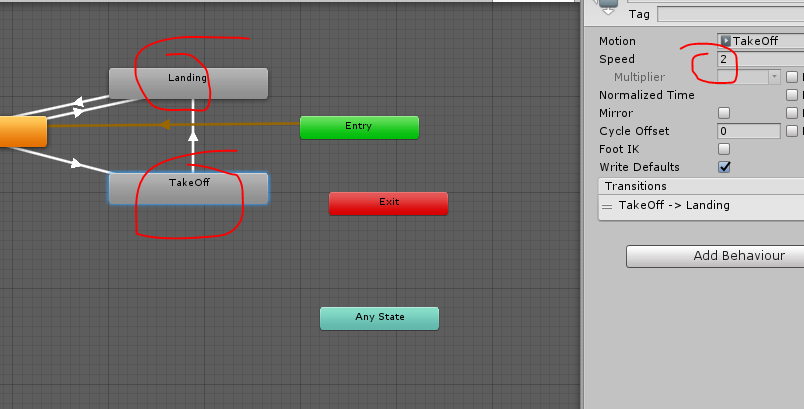 Tag
Motion TakeOff
Speed 2
Multiplier
Normalized Time
Mirror
Cycle Offset 0
Foot IK
Write Defaults
Transitions
TakeOff -> Landing
Add Behaviour
Landing
Entry
TakeOff
Exit
Any State